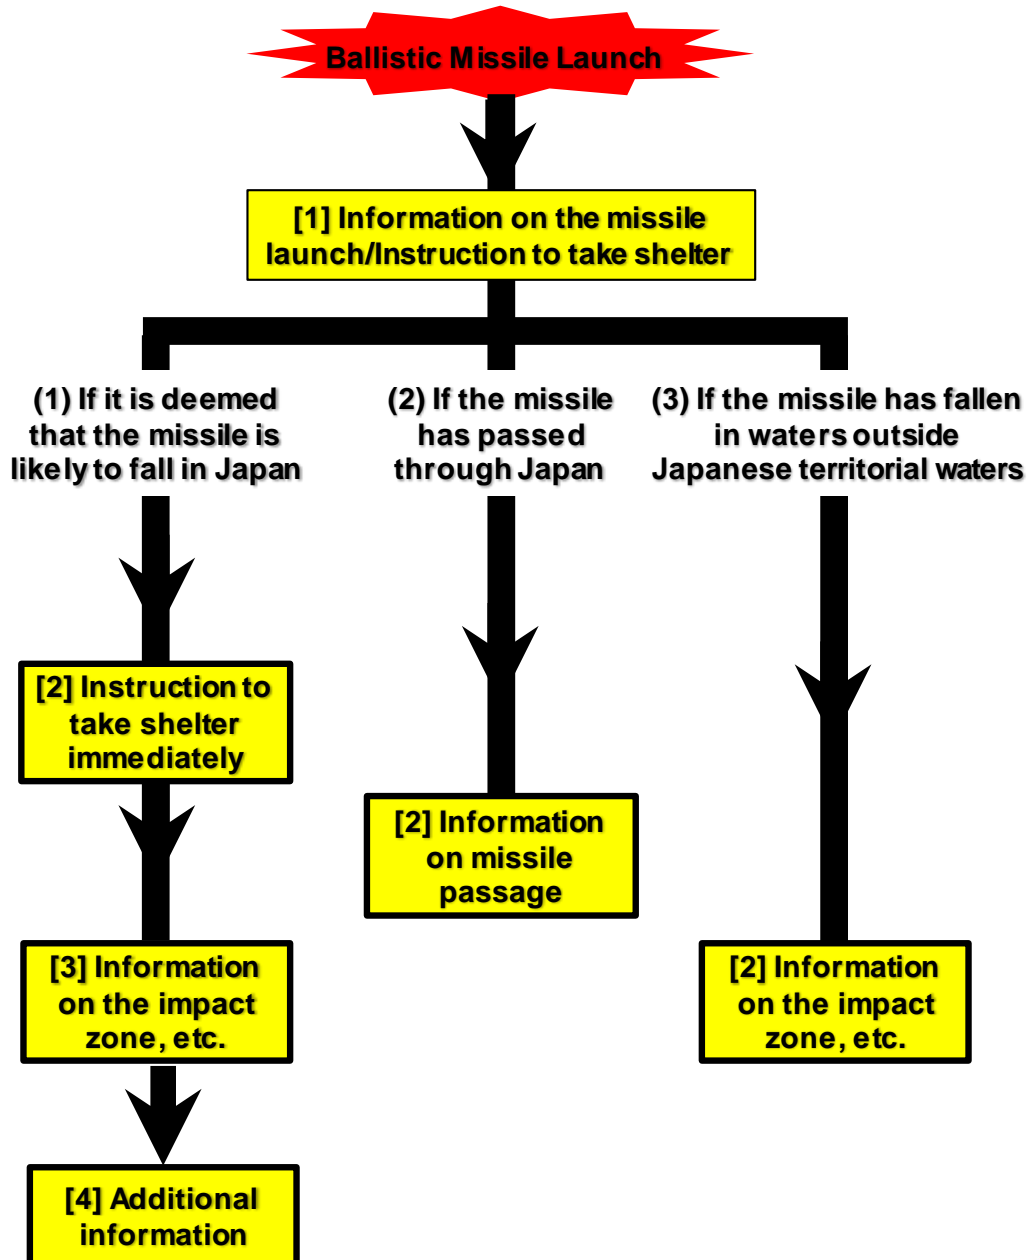 Ballistic Missile Launch
[1] Information on the missile
launch/Instruction to take shelter
(1) If it is deemed
that the missile is
likely to fall in Japan
(2) If the missile
has passed
through Japan
(3) If the missile has fallen
in waters outside
Japanese territorial waters
[2] Instruction to
take shelter
immediately
[2] Information
on missile
passage
[3] Information
on the impact
zone, etc.
[2] Information
on the impact
zone, etc.
[4] Additional
information